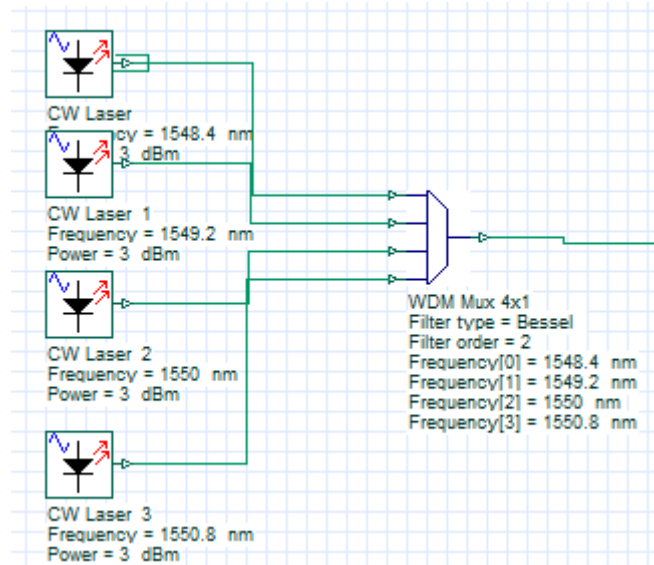 CW Laser
cy = 1548.4 nm
3 dBm
CW Laser 1
Frequency = 1549.2 nm
Power = 3 dBm
CW Laser 2
Frequency = 1550 nm
Power = 3 dBm
CW Laser 3
Frequency = 1550.8 nm
Power = 3 dBm
WDM Mux 4x1
Filter type = Bessel
Filter order = 2
Frequency[0] = 1548.4 nm
Frequency[1] = 1549.2 nm
Frequency[2] = 1550 nm
Frequency[3] = 1550.8 nm